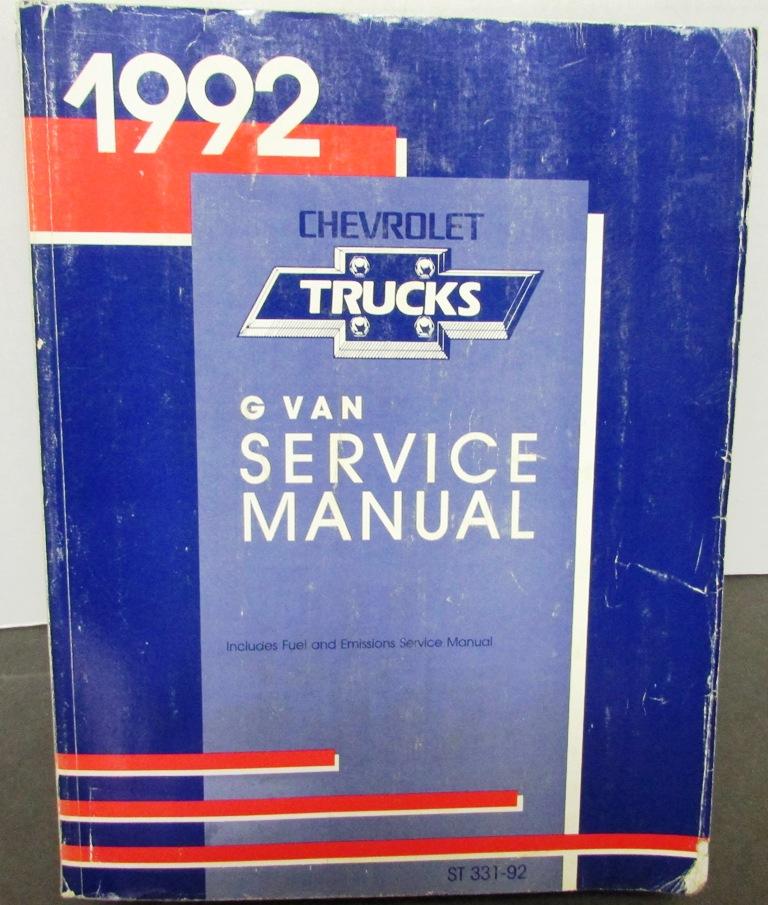 1992
CHEVROLET
TRUCKS
G VAN
SERVICE
MANUAL
Includes Fuel and Emissions Service Manual
ST 331-92